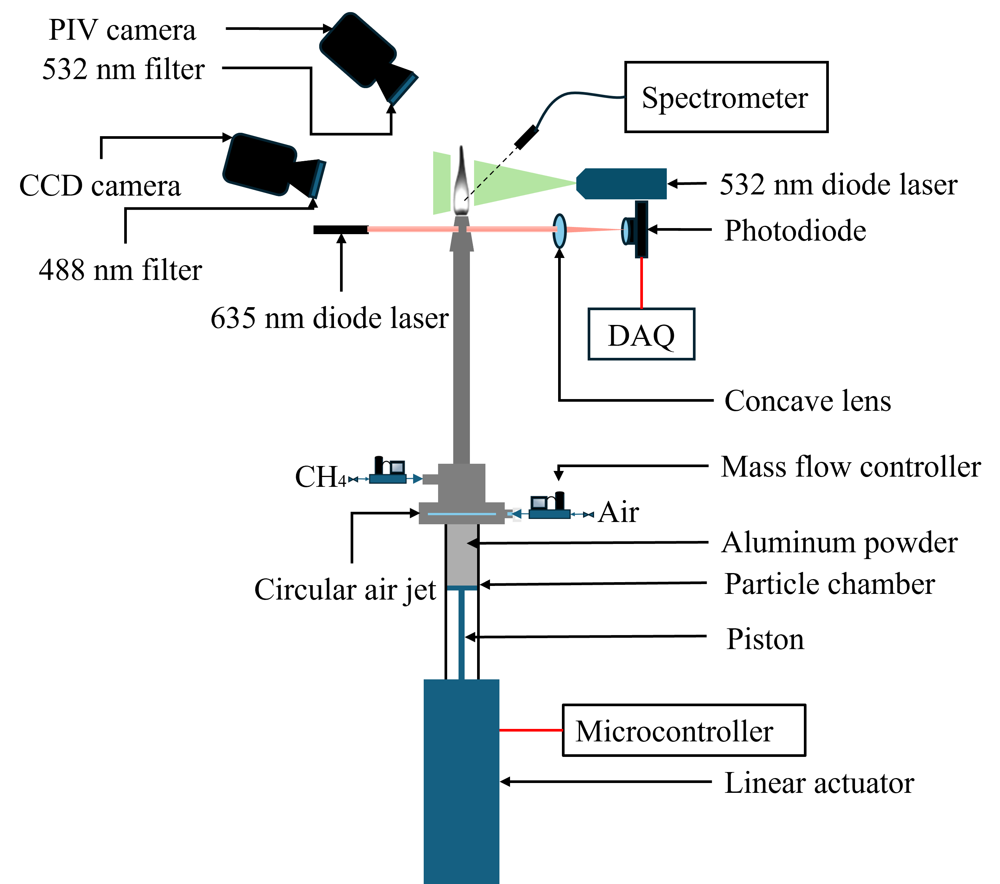 PIV camera
532 nm filter
Spectrometer
CCD camera
532 nm diode laser
Photodiode
488 nm filter
635 nm diode laser
DAQ
Concave lens
CH₄
Mass flow controller
Air
Aluminum powder
Circular air jet
Particle chamber
Piston
Microcontroller
Linear actuator